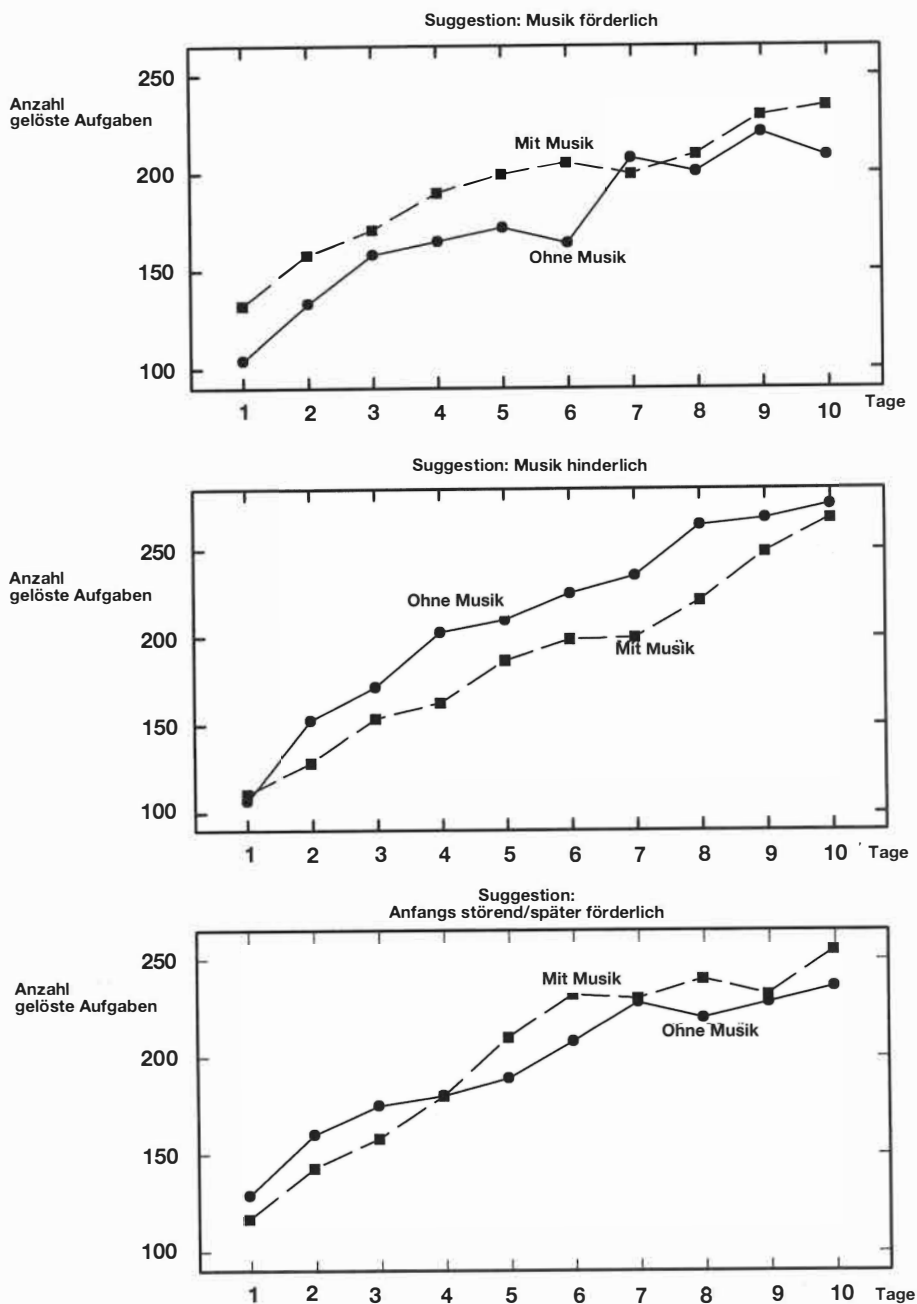 Suggestion: Musik förderlich
250
Anzahl
gelöste Aufgaben
Mit Musik
200
Ohne Musik
150
100
1 2 3 4 5 6 7 8 9 10 Tage
Suggestion: Musik hinderlich
250
Anzahl
gelöste Aufgaben
Ohne Musik
200
Mit Musik
150
100
1 2 3 4 5 6 7 8 9 10 Tage
Suggestion:
Anfangs störend/später förderlich
250
Anzahl
gelöste Aufgaben
Mit Musik
Ohne Musik
200
150
100
1 2 3 4 5 6 7 8 9 10 Tage